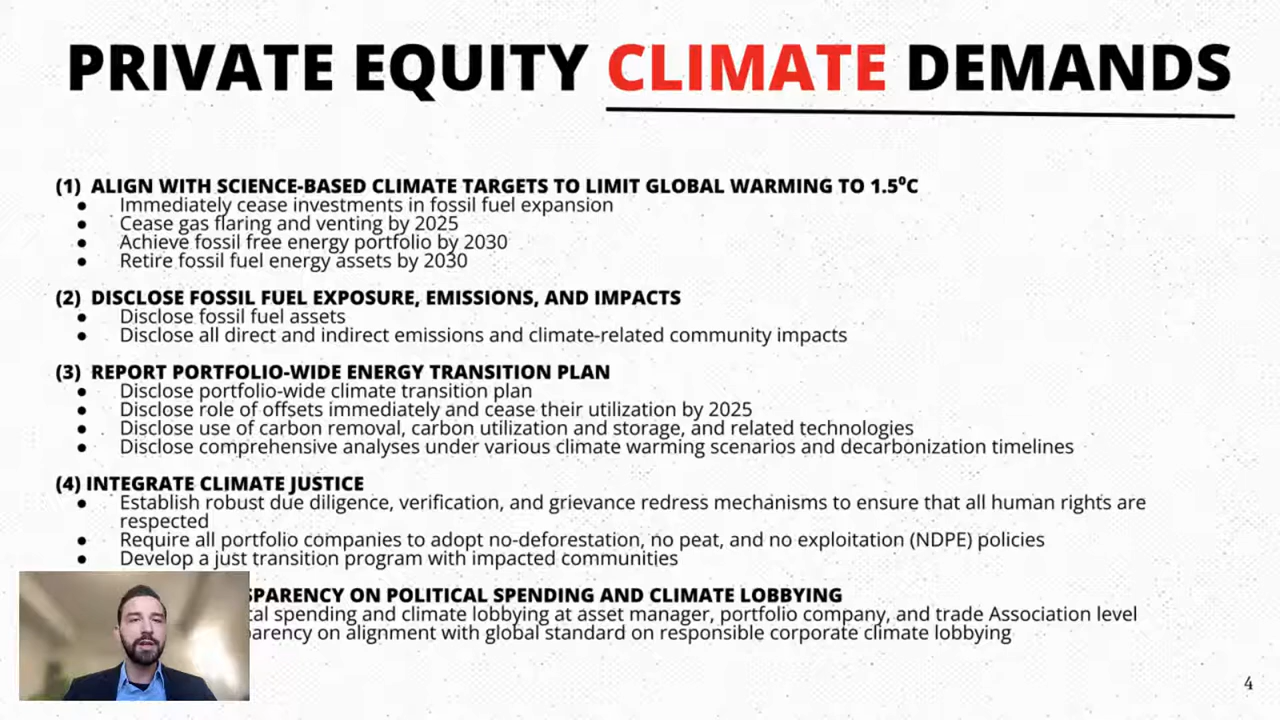 PRIVATE EQUITY CLIMATE DEMANDS
(1) ALIGN WITH SCIENCE-BASED CLIMATE TARGETS TO LIMIT GLOBAL WARMING TO 1.5⁰C
● Immediately cease investments in fossil fuel expansion
● Cease gas flaring and venting by 2025
● Achieve fossil free energy portfolio by 2030
● Retire fossil fuel energy assets by 2030
(2) DISCLOSE FOSSIL FUEL EXPOSURE, EMISSIONS, AND IMPACTS
● Disclose fossil fuel assets
● Disclose all direct and indirect emissions and climate-related community impacts
(3) REPORT PORTFOLIO-WIDE ENERGY TRANSITION PLAN
● Disclose portfolio-wide climate transition plan
● Disclose role of offsets immediately and cease their utilization by 2025
● Disclose use of carbon removal, carbon utilization and storage, and related technologies
● Disclose comprehensive analyses under various climate warming scenarios and decarbonization timelines
(4) INTEGRATE CLIMATE JUSTICE
● Establish robust due diligence, verification, and grievance redress mechanisms to ensure that all human rights are
respected
● Require all portfolio companies to adopt no-deforestation, no peat, and no exploitation (NDPE) policies
● Develop a just transition program with impacted communities
SPARENCY ON POLITICAL SPENDING AND CLIMATE LOBBYING
tal spending and climate lobbying at asset manager, portfolio company, and trade Association level
parency on alignment with global standard on responsible corporate climate lobbying
4